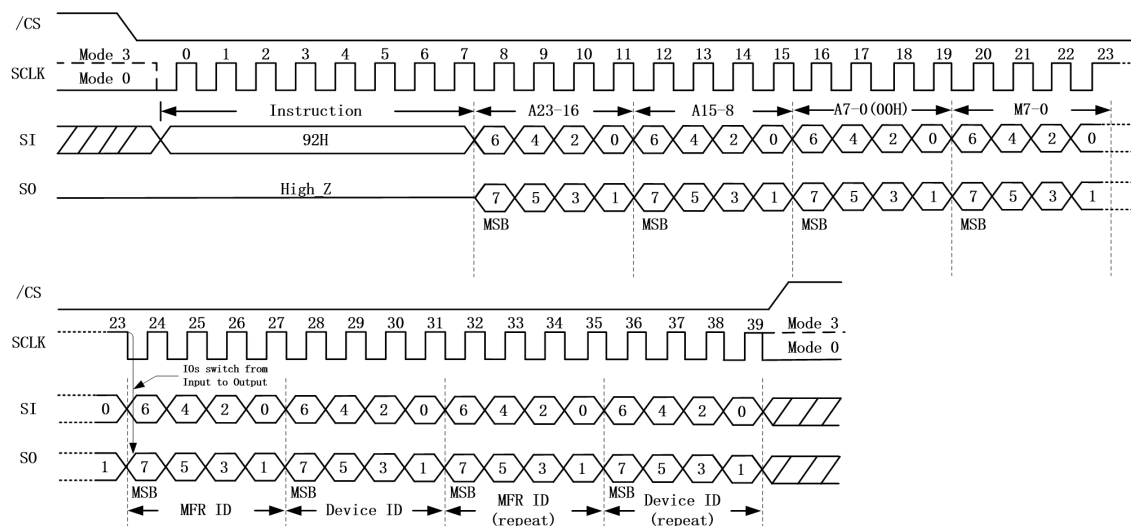 /CS
Mode 3 0 1 2 3 4 5 6 7 8 9 10 11 12 13 14 15 16 17 18 19 20 21 22 23
SCLK
Mode 0
Instruction A23-16 A15-8 A7-0(00H) M7-0
SI 92H 6 4 2 0 6 4 2 0 6 4 2 0 6 4 2 0
High_Z
SO 7 5 3 1 7 5 3 1 7 5 3 1 7 5 3 1
MSB MSB MSB MSB
/CS
23 24 25 26 27 28 29 30 31 32 33 34 35 36 37 38 39 Mode 3
SCLK
Mode 0
IOs switch from
Input to Output
SI 0 6 4 2 0 6 4 2 0 6 4 2 0 6 4 2 0
SO 1 7 5 3 1 7 5 3 1 7 5 3 1 7 5 3 1
MSB MSB MSB MSB
MFR ID Device ID MFR ID Device ID
(repeat) (repeat)